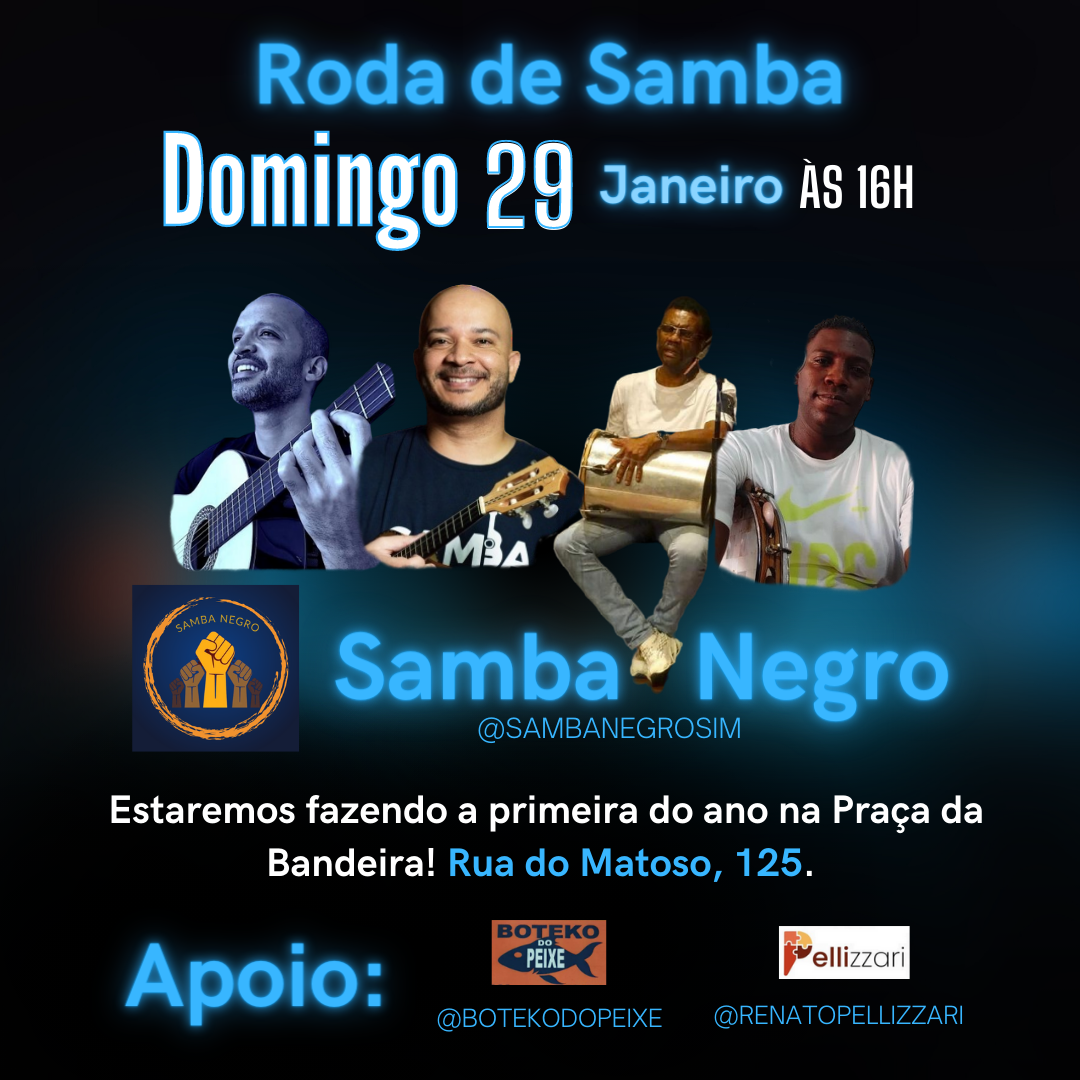 Roda de Samba
Domingo 29 Janeiro ÀS 16H
SAMBA NEGRO
Samba Negro
@SAMBANEGROSIM
Estaremos fazendo a primeira do ano na Praça da
Bandeira! Rua do Matoso, 125.
Apoio:
BOTEKO
DO
PEIXE
Pellizzari
@BOTEKODOPEIXE
@RENATOPELLIZZARI